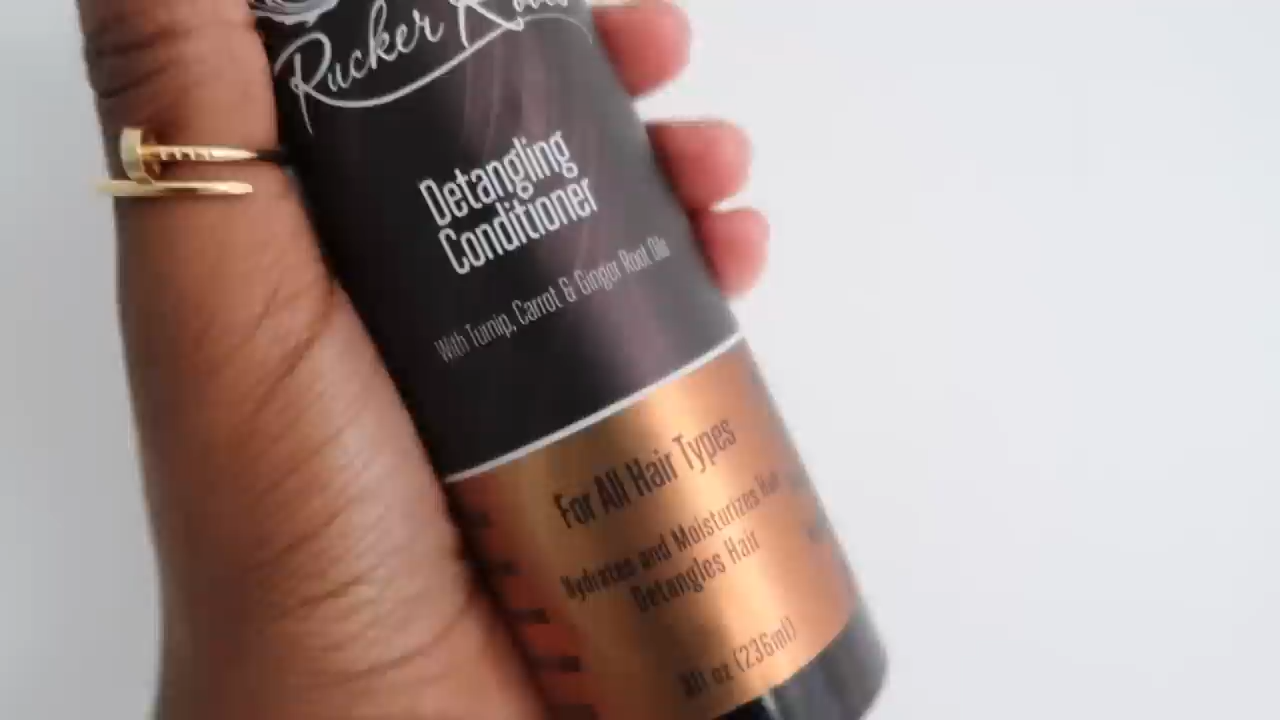 Rucker
Detangling
Conditioner
With Turnip, Carrot & Ginger Root Oils
For All Hair Types
Hydrates and Moisturizes Hair
Detangles Hair
8fl oz (236ml)